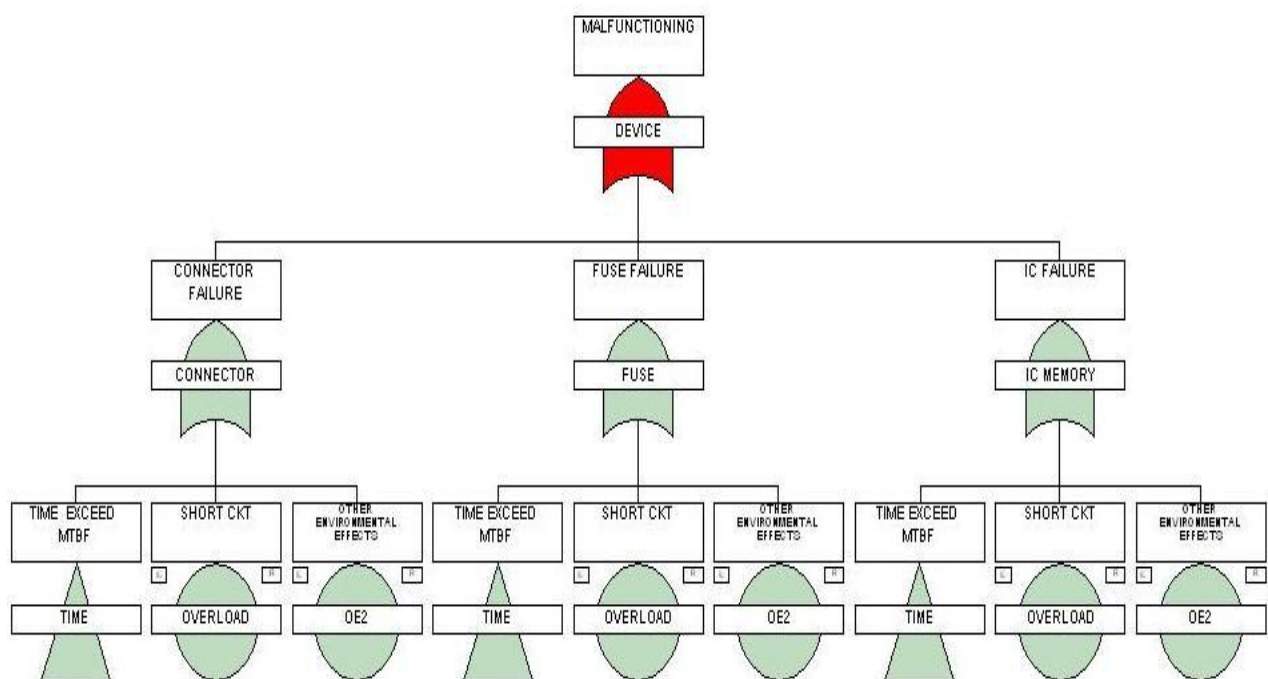 MALFUNCTIONING
DEVICE
CONNECTOR
FAILURE
FUSE FAILURE
IC FAILURE
CONNECTOR
FUSE
IC MEMORY
TIME EXCEED
MTBF
SHORT CKT
OTHER
ENVIRONMENTAL
EFFECTS
TIME EXCEED
MTBF
SHORT CKT
OTHER
ENVIRONMENTAL
EFFECTS
TIME EXCEED
MTBF
SHORT CKT
OTHER
ENVIRONMENTAL
EFFECTS
TIME
OVERLOAD
OE2
TIME
OVERLOAD
OE2
TIME
OVERLOAD
OE2